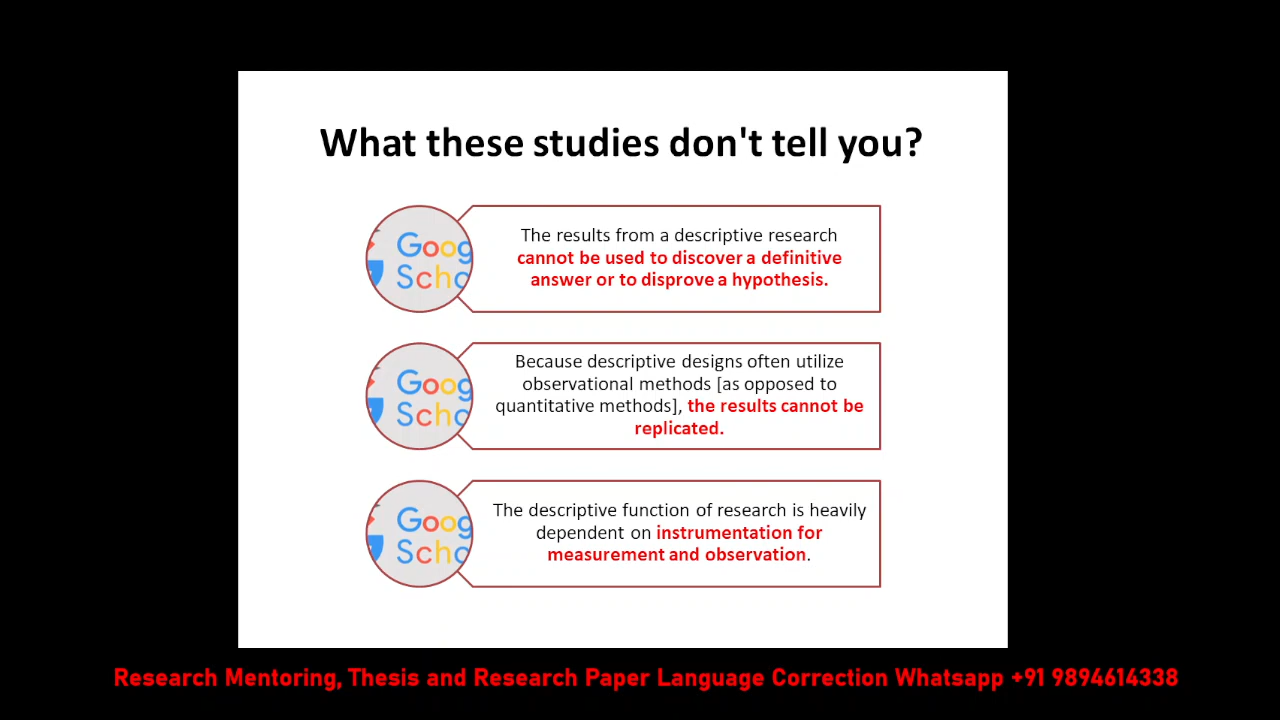 What these studies don't tell you?
Goog
Scho
The results from a descriptive research
cannot be used to discover a definitive
answer or to disprove a hypothesis.
Goog
Scho
Because descriptive designs often utilize
observational methods [as opposed to
quantitative methods], the results cannot be
replicated.
Goog
Scho
The descriptive function of research is heavily
dependent on instrumentation for
measurement and observation.
Research Mentoring, Thesis and Research Paper Language Correction Whatsapp +91 9894614338